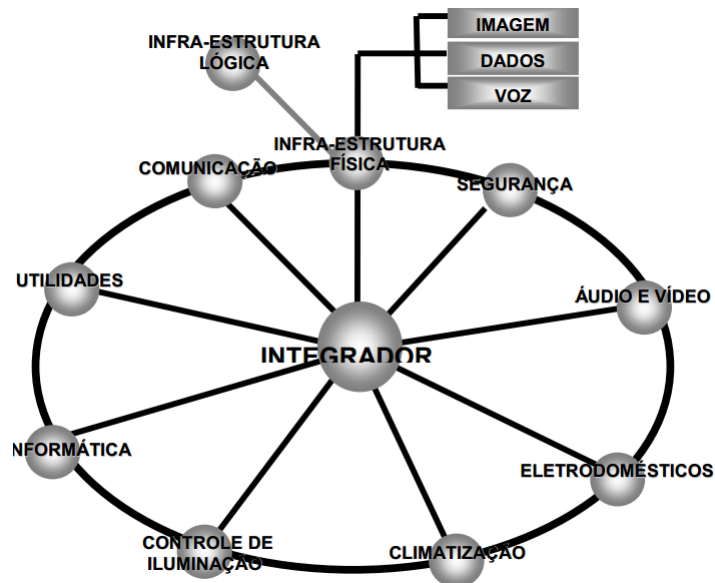 IMAGEM
INFRA-ESTRUTURA
LÓGICA
DADOS
VOZ
INFRA-ESTRUTURA
FÍSICA
COMUNICAÇÃO
SEGURANÇA
UTILIDADES
ÁUDIO E VÍDEO
INTEGRADOR
NFORMÁTICA
ELETRODOMÉSTICOS
CONTROLE DE
ILUMINAÇÃO
CLIMATIZAÇÃO